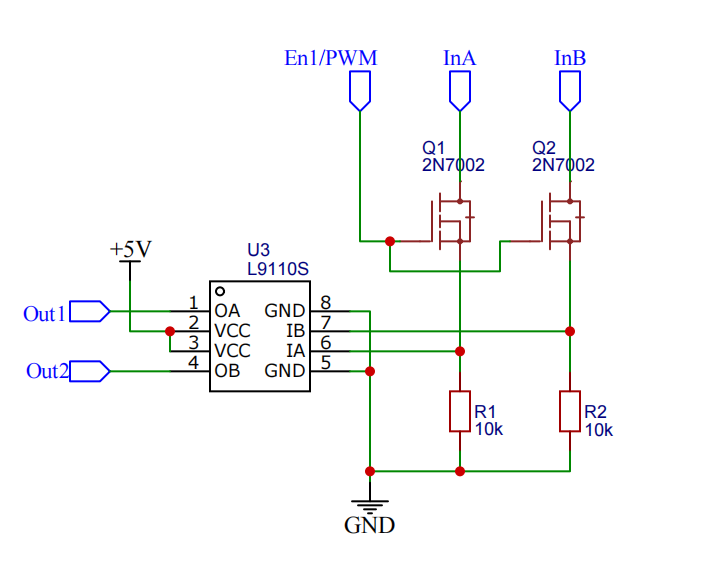 En1/PWM
InA
InB
Q1
2N7002
Q2
2N7002
+5V
U3
L9110S
Out1
1
OA
GND
8
2
VCC
IB
7
3
VCC
IA
6
Out2
4
OB
GND
5
R1
10k
R2
10k
GND